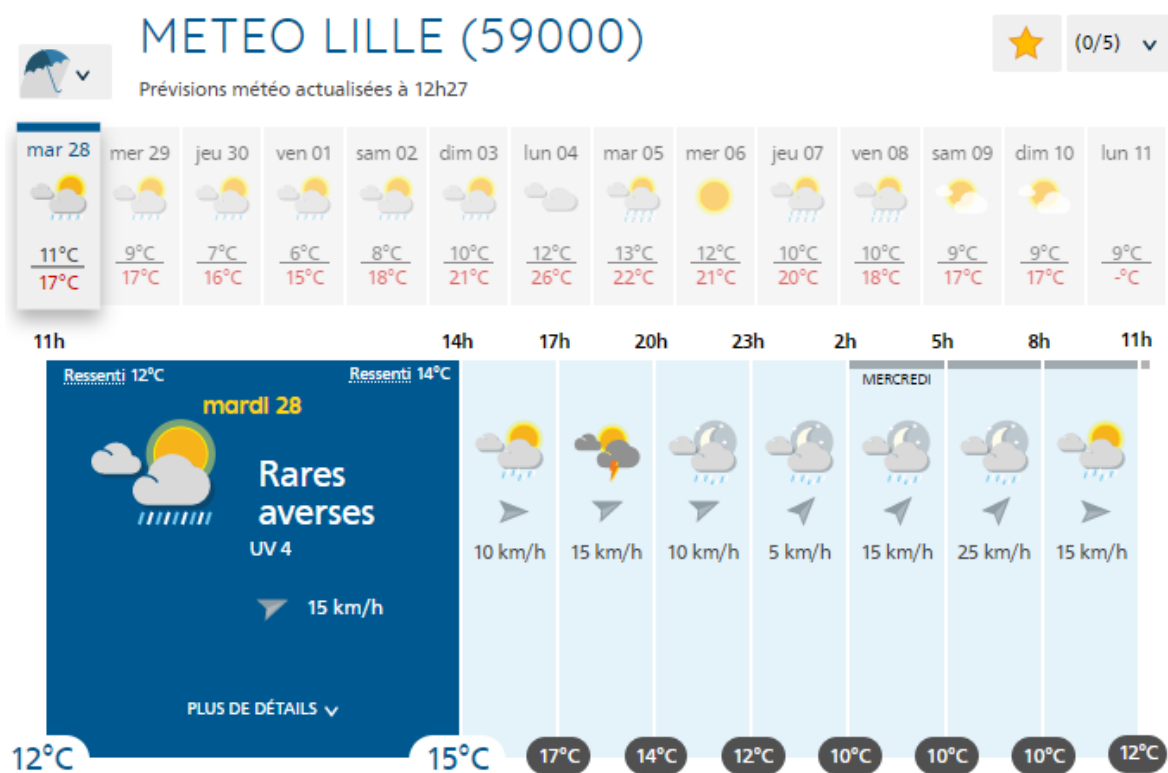 METEO LILLE (59000)
(0/5)
Prévisions météo actualisées à 12h27
mar 28 mer 29 jeu 30 ven 01 sam 02 dim 03 lun 04 mar 05 mer 06 jeu 07 ven 08 sam 09 dim 10 lun 11
11°C 9°C 7°C 6°C 8°C 10°C 12°C 13°C 12°C 10°C 10°C 9°C 9°C 9°C
17°C 17°C 16°C 15°C 18°C 21°C 26°C 22°C 21°C 20°C 18°C 17°C 17°C -°C
11h 14h 17h 20h 23h 2h 5h 8h 11h
Ressenti 12°C Ressenti 14°C
MERCREDI
mardi 28
Rares
averses
UV 4
10 km/h 15 km/h 10 km/h 5 km/h 15 km/h 25 km/h 15 km/h
15 km/h
PLUS DE DÉTAILS
12°C 15°C 17°C 14°C 12°C 10°C 10°C 10°C 12°C